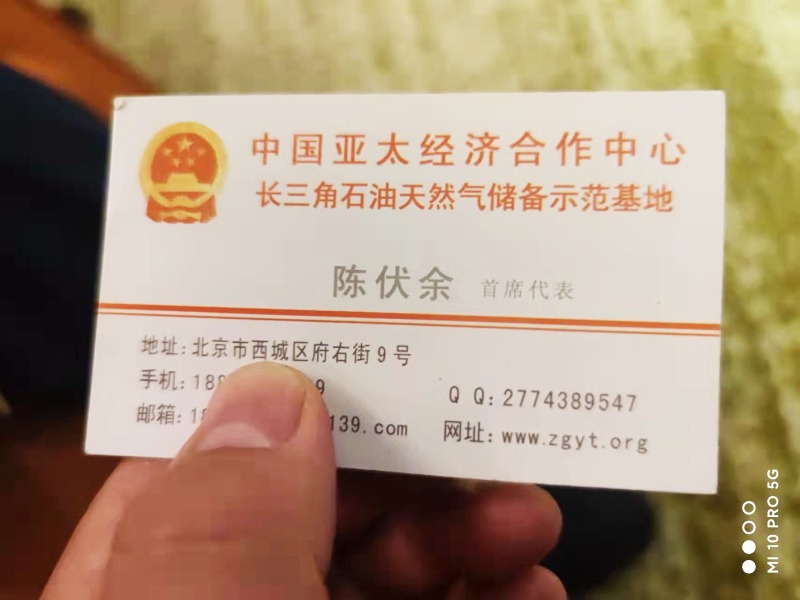 中国亚太经济合作中心
长三角石油天然气储备示范基地
陈伏余 首席代表
地址:北京市西城区府右街9号
手机:188 9
QQ:2774389547
邮箱:18 139.com
网址:www.zgyt.org
MI 10 PRO 5G